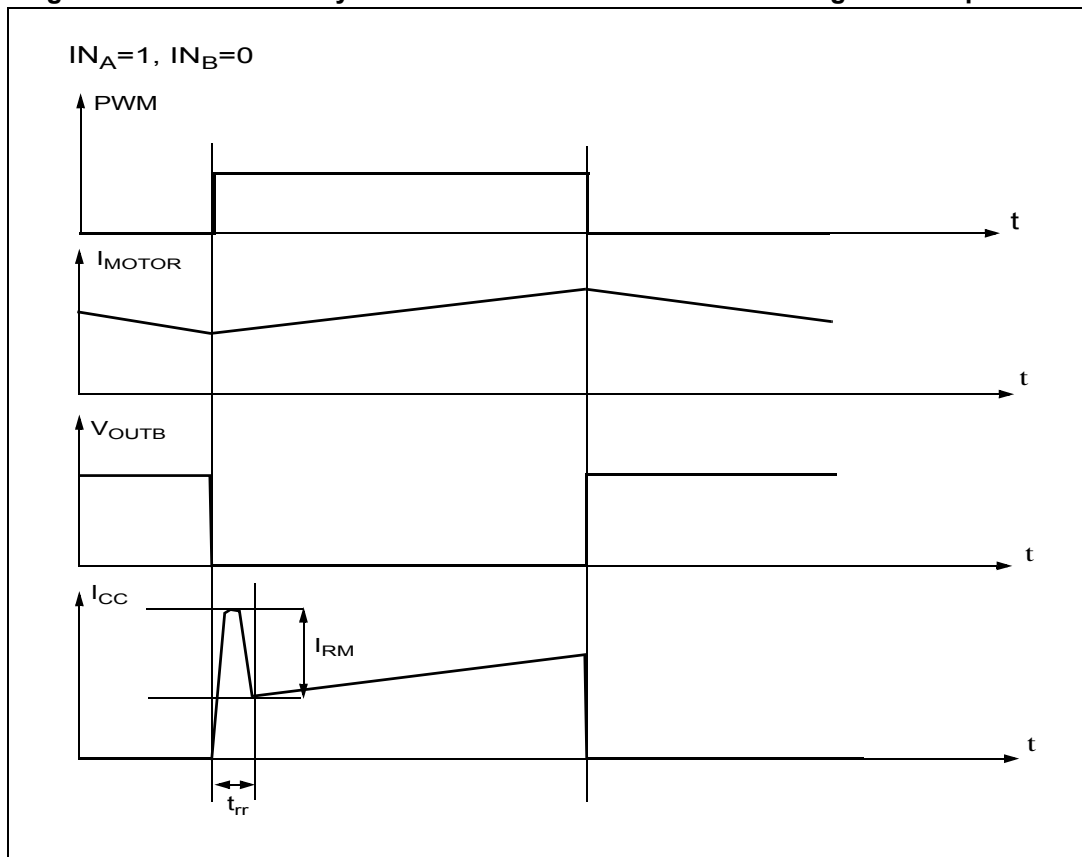 IN_A=1, IN_B=0
PWM
t
I_MOTOR
t
V_OUTB
t
I_CC
I_RM
t
t_rr